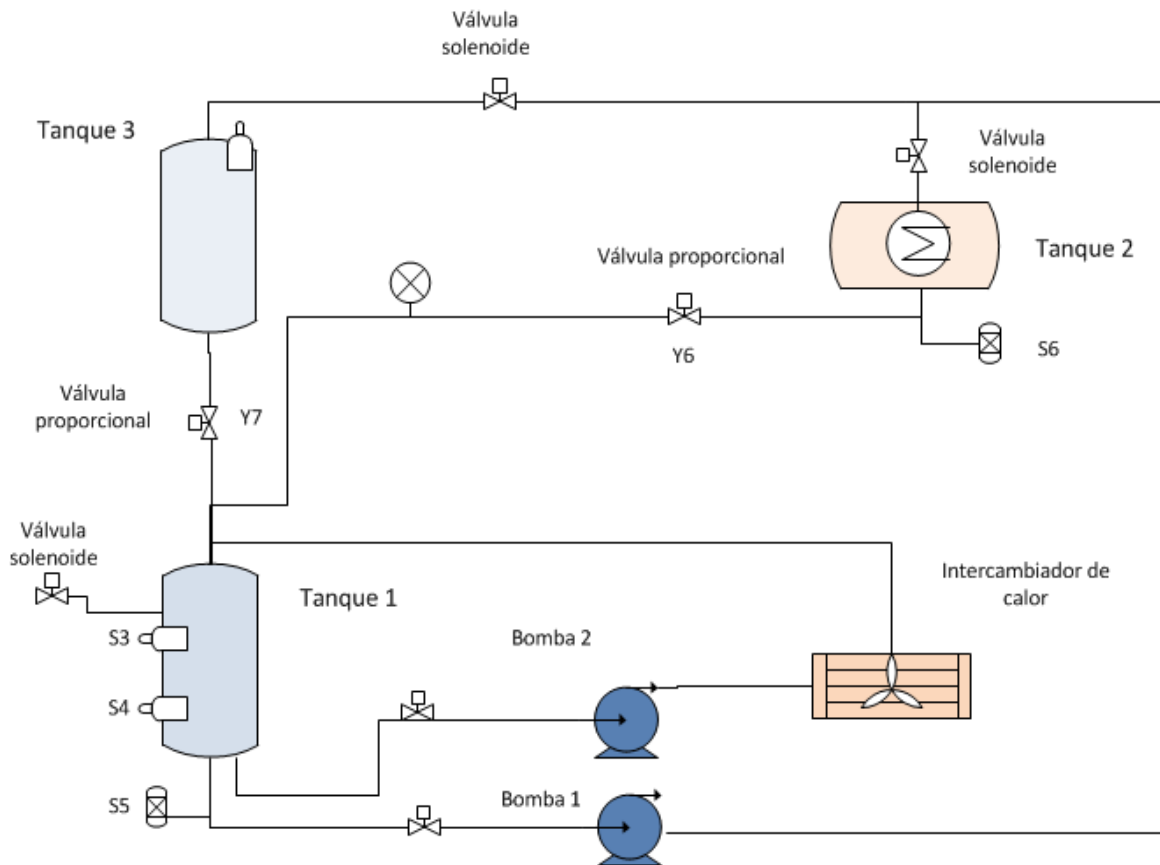 Válvula
solenoide
Tanque 3
Válvula
solenoide
Tanque 2
Válvula proporcional
Y6
S6
Válvula
proporcional
Y7
Válvula
solenoide
Tanque 1
Intercambiador de
calor
S3
Bomba 2
S4
S5
Bomba 1